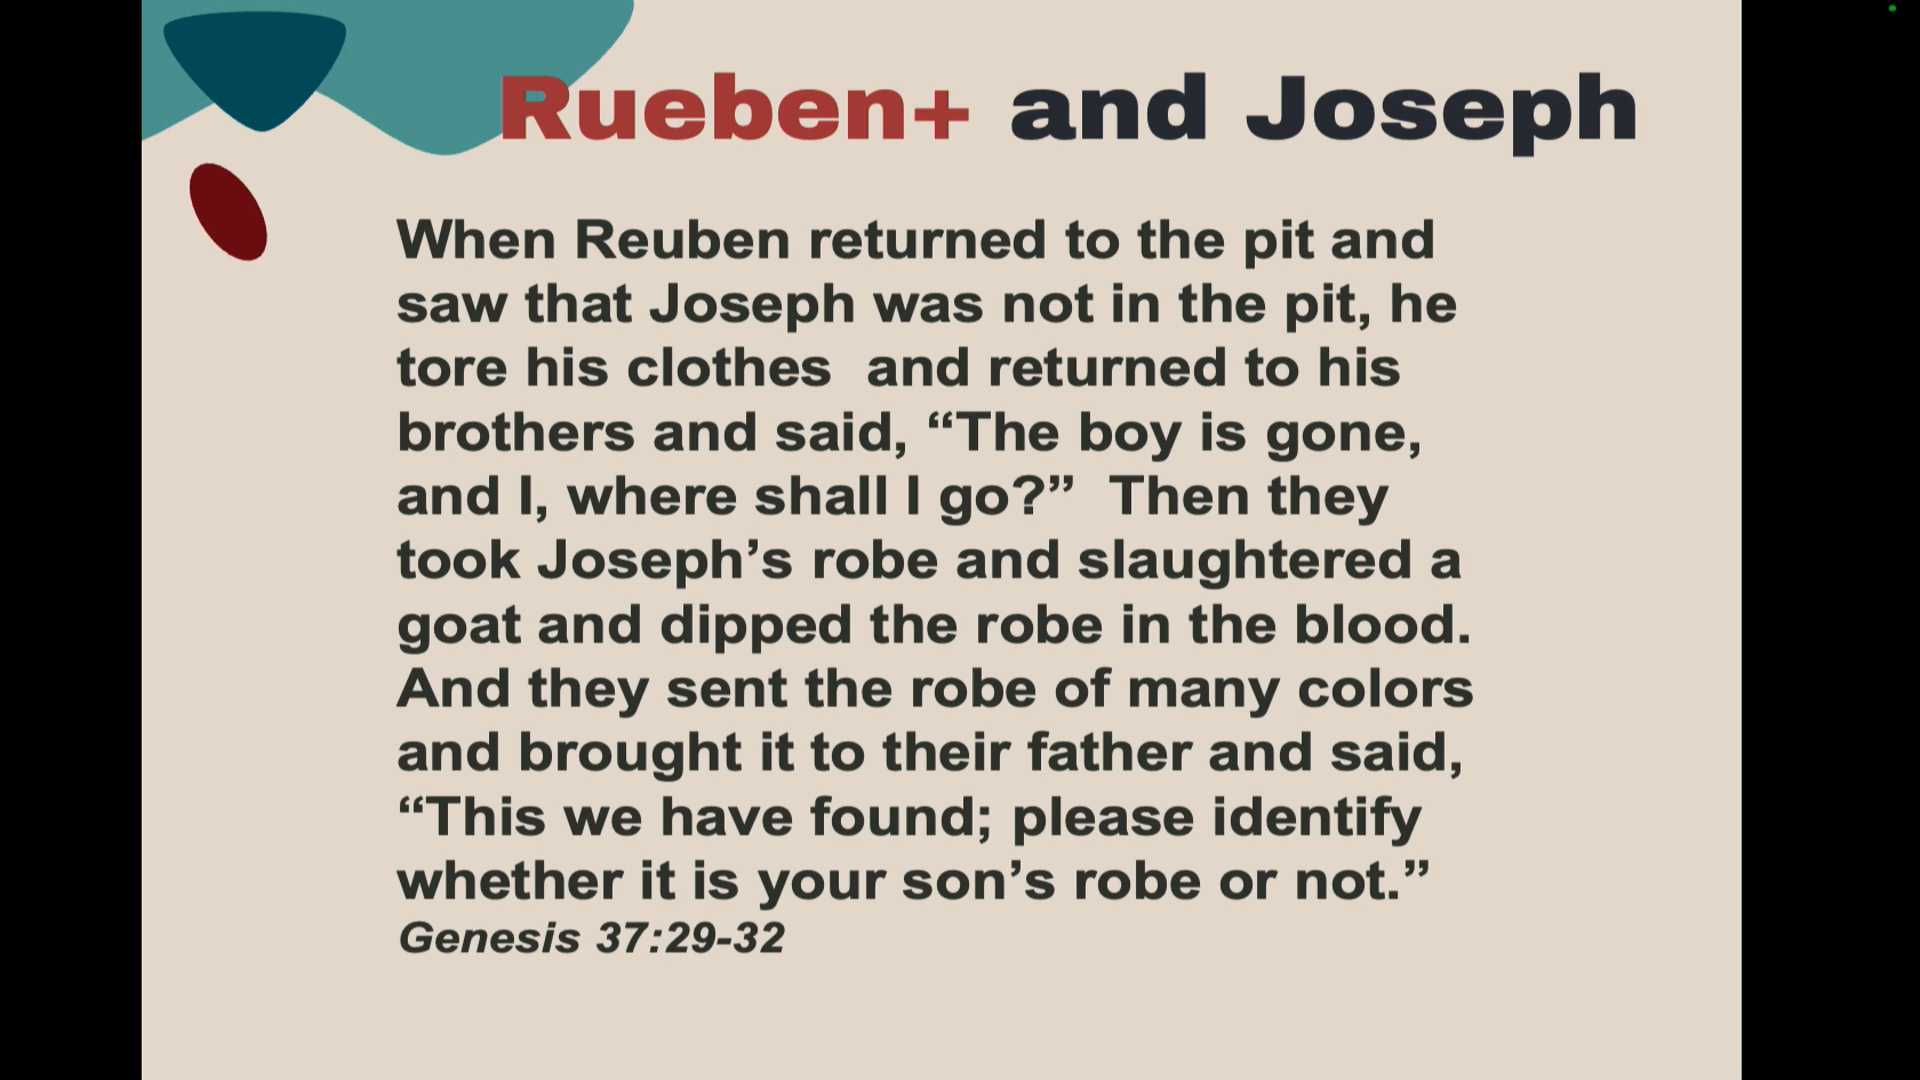 Rueben+ and Joseph
When Reuben returned to the pit and
saw that Joseph was not in the pit, he
tore his clothes  and returned to his
brothers and said, “The boy is gone,
and I, where shall I go?”  Then they
took Joseph’s robe and slaughtered a
goat and dipped the robe in the blood.
And they sent the robe of many colors
and brought it to their father and said,
“This we have found; please identify
whether it is your son’s robe or not.”
Genesis 37:29-32